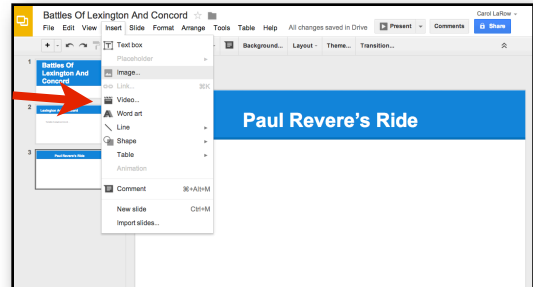 Battles Of Lexington And Concord
Carol LaRow
File Edit View Insert Slide Format Arrange Tools Table Help All changes saved in Drive Present Comments Share
Background... Layout Theme... Transition...
Text box
Placeholder
Image...
Link... ⌘K
Video...
Word art
Line
Shape
Table
Animation
Comment ⌘+Alt+M
New slide Ctrl+M
Import slides...
1
Battles Of
Lexington And
Concord
2
3
Paul Revere's Ride
Paul Revere's Ride